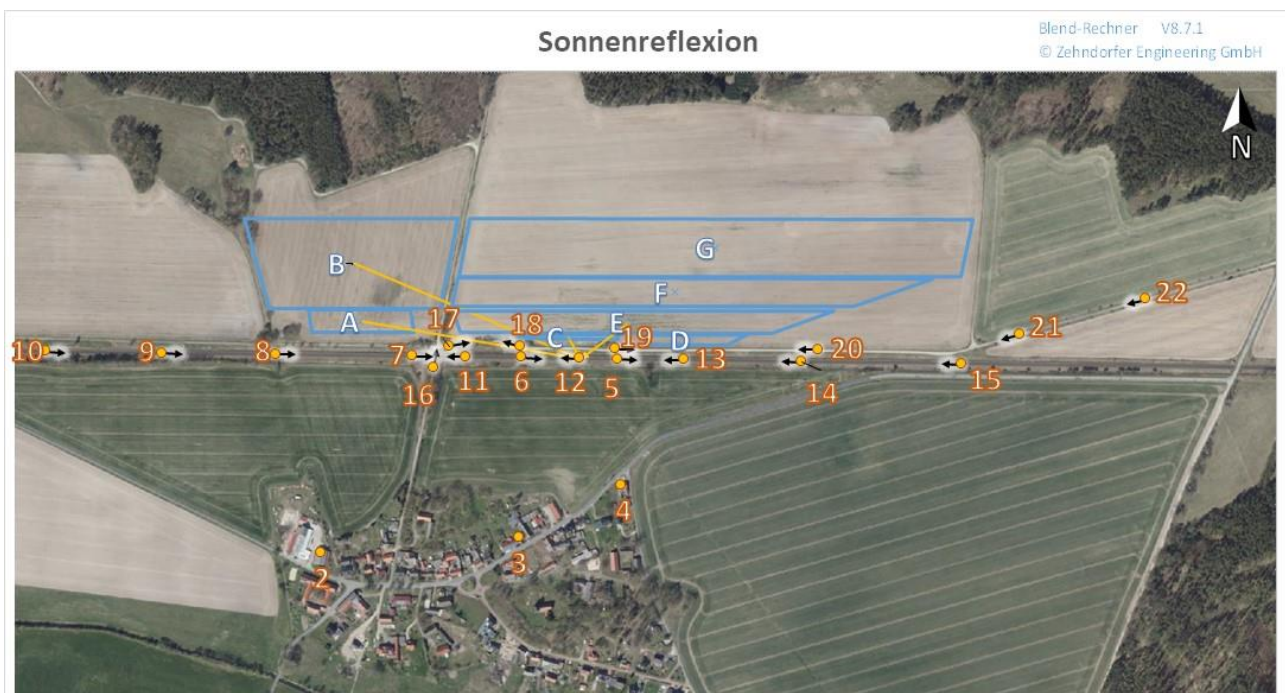 Sonnenreflexion
Blend-Rechner V8.7.1
© Zehndorfer Engineering GmbH
N
G
B
F
22
A
17
18
E
21
C
19
D
10
9
8
7
11
6
12
5
13
20
14
15
16
4
3
2